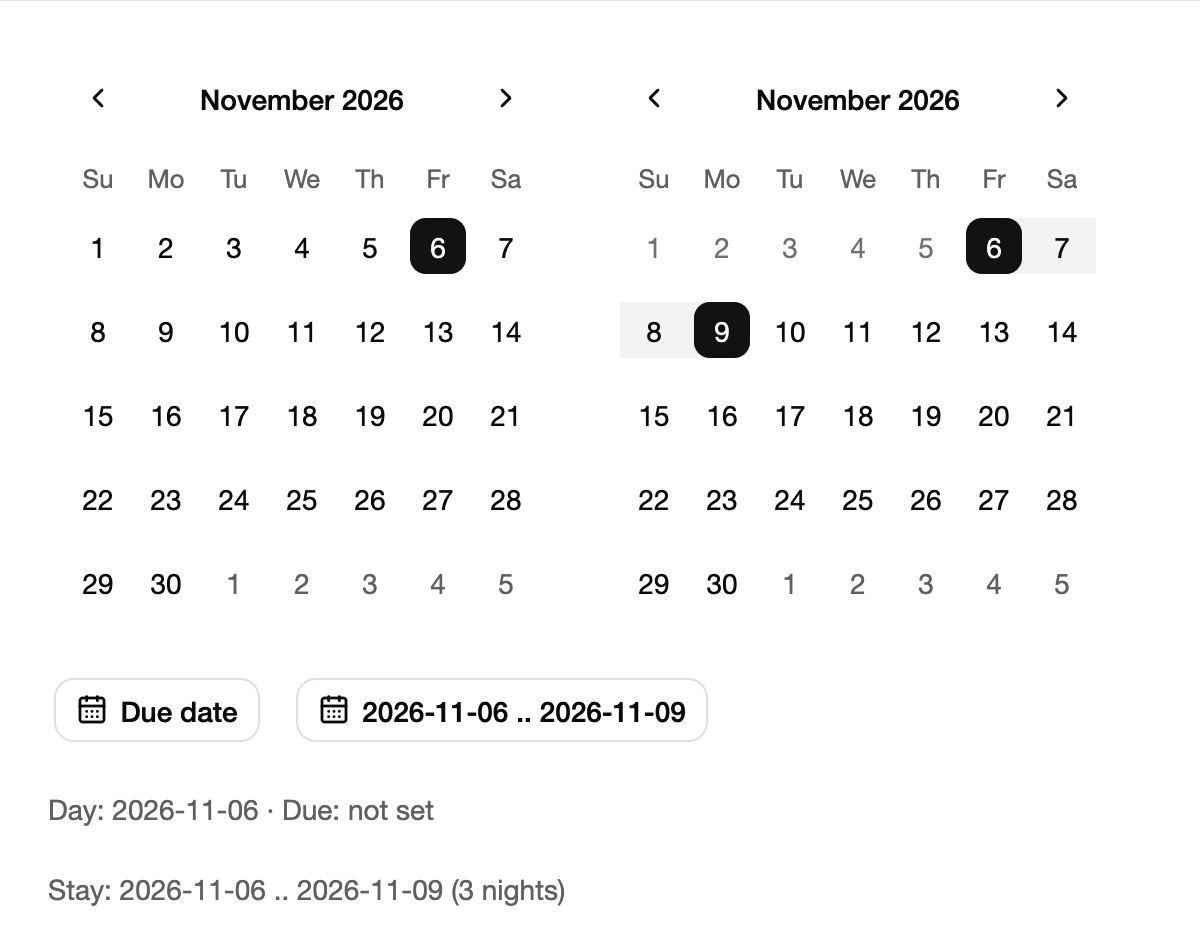 November 2026
Su Mo Tu We Th Fr Sa
1 2 3 4 5 6 7
8 9 10 11 12 13 14
15 16 17 18 19 20 21
22 23 24 25 26 27 28
29 30 1 2 3 4 5
November 2026
Su Mo Tu We Th Fr Sa
1 2 3 4 5 6 7
8 9 10 11 12 13 14
15 16 17 18 19 20 21
22 23 24 25 26 27 28
29 30 1 2 3 4 5
Due date
2026-11-06 .. 2026-11-09
Day: 2026-11-06 · Due: not set
Stay: 2026-11-06 .. 2026-11-09 (3 nights)